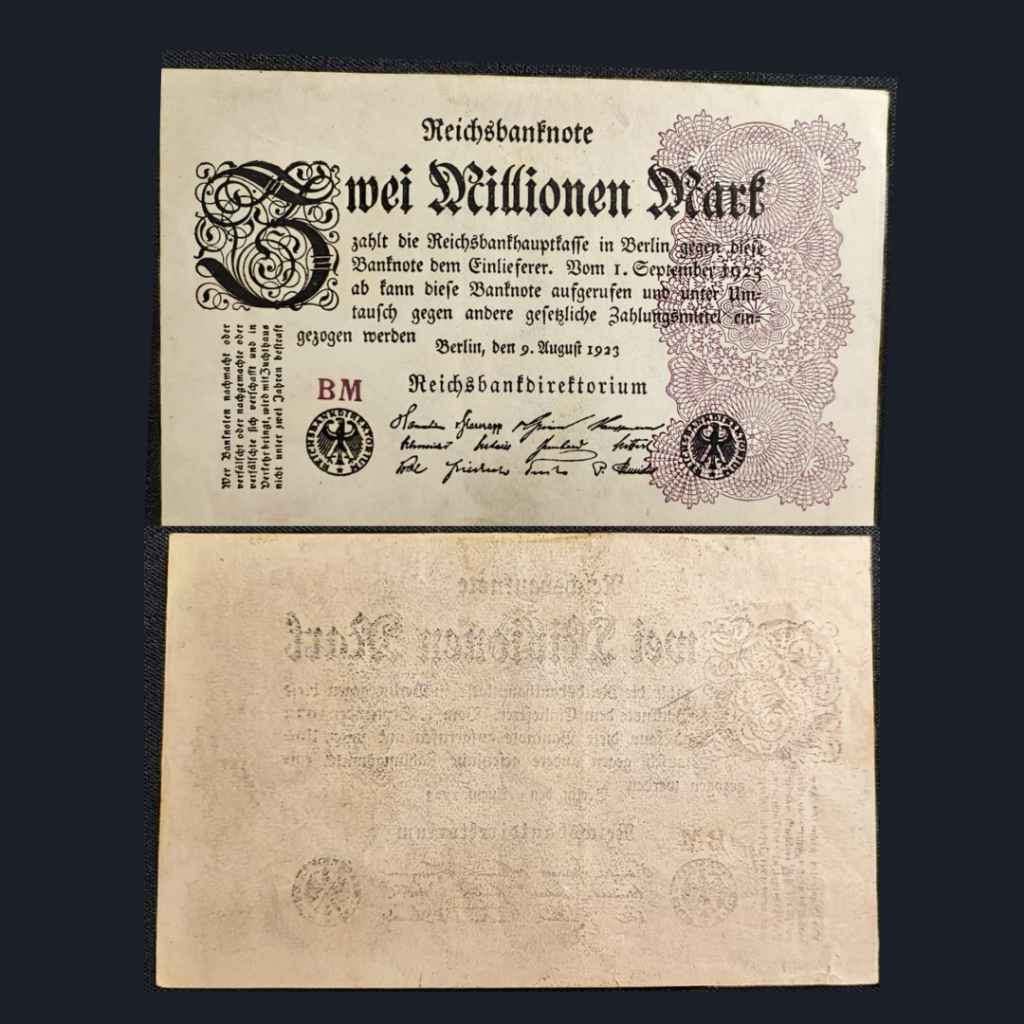 Reichsbanknote
Zwei Millionen Mark
zahlt die Reichsbankhauptkasse in Berlin gegen diese
Banknote dem Einlieferer. Vom 1. September 1923
ab kann diese Banknote aufgerufen und unter Um-
tausch gegen andere gesetzliche Zahlungsmittel ein-
gezogen werden
Berlin, den 9. August 1923
Reichsbankdirektorium
BM
REICHSBANKDIREKTORIUM
REICHSBANKDIREKTORIUM
Wer Banknoten nachmacht oder
verfälscht oder nachgemachte oder
verfälschte sich verschafft und in
Verkehr bringt, wird mit Zuchthaus
nicht unter zwei Jahren bestraft